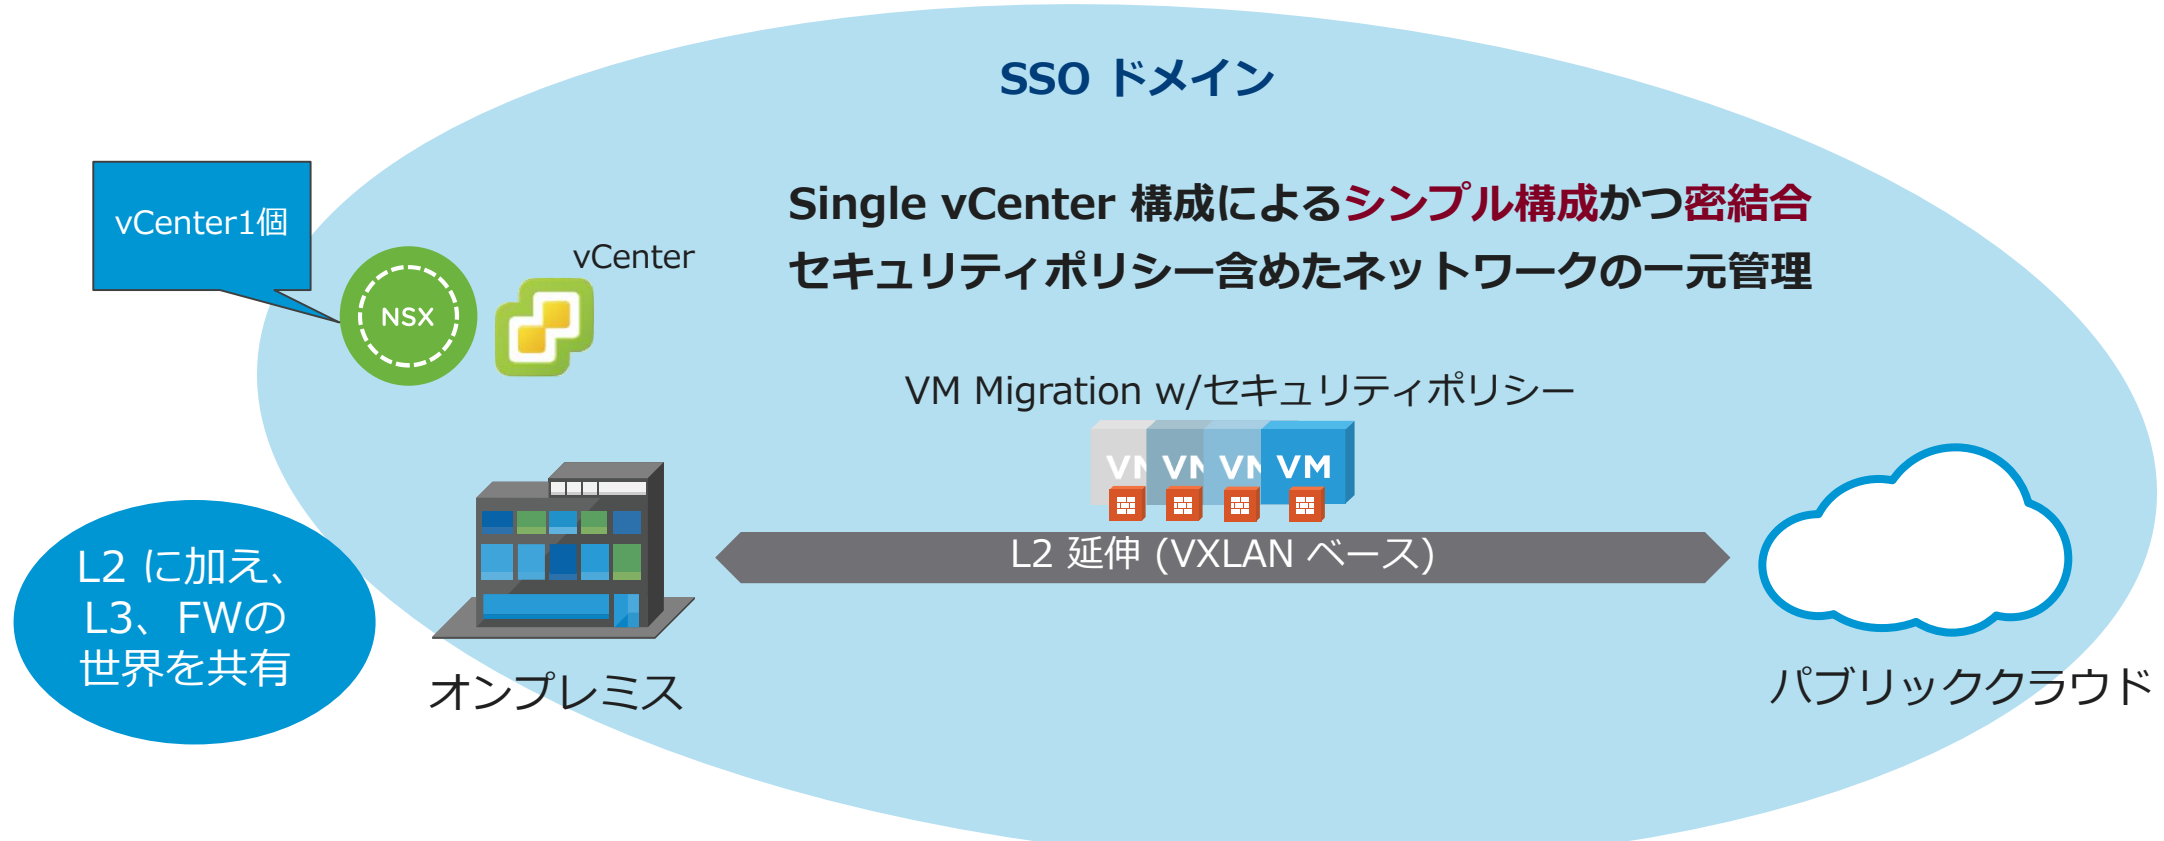 SSO ドメイン
vCenter1個
Single vCenter 構成によるシンプル構成かつ密結合
セキュリティポリシー含めたネットワークの一元管理
NSX
vCenter
VM Migration w/セキュリティポリシー
VM VM VM VM
L2 延伸 (VXLAN ベース)
L2 に加え、
L3、FWの
世界を共有
オンプレミス
パブリッククラウド